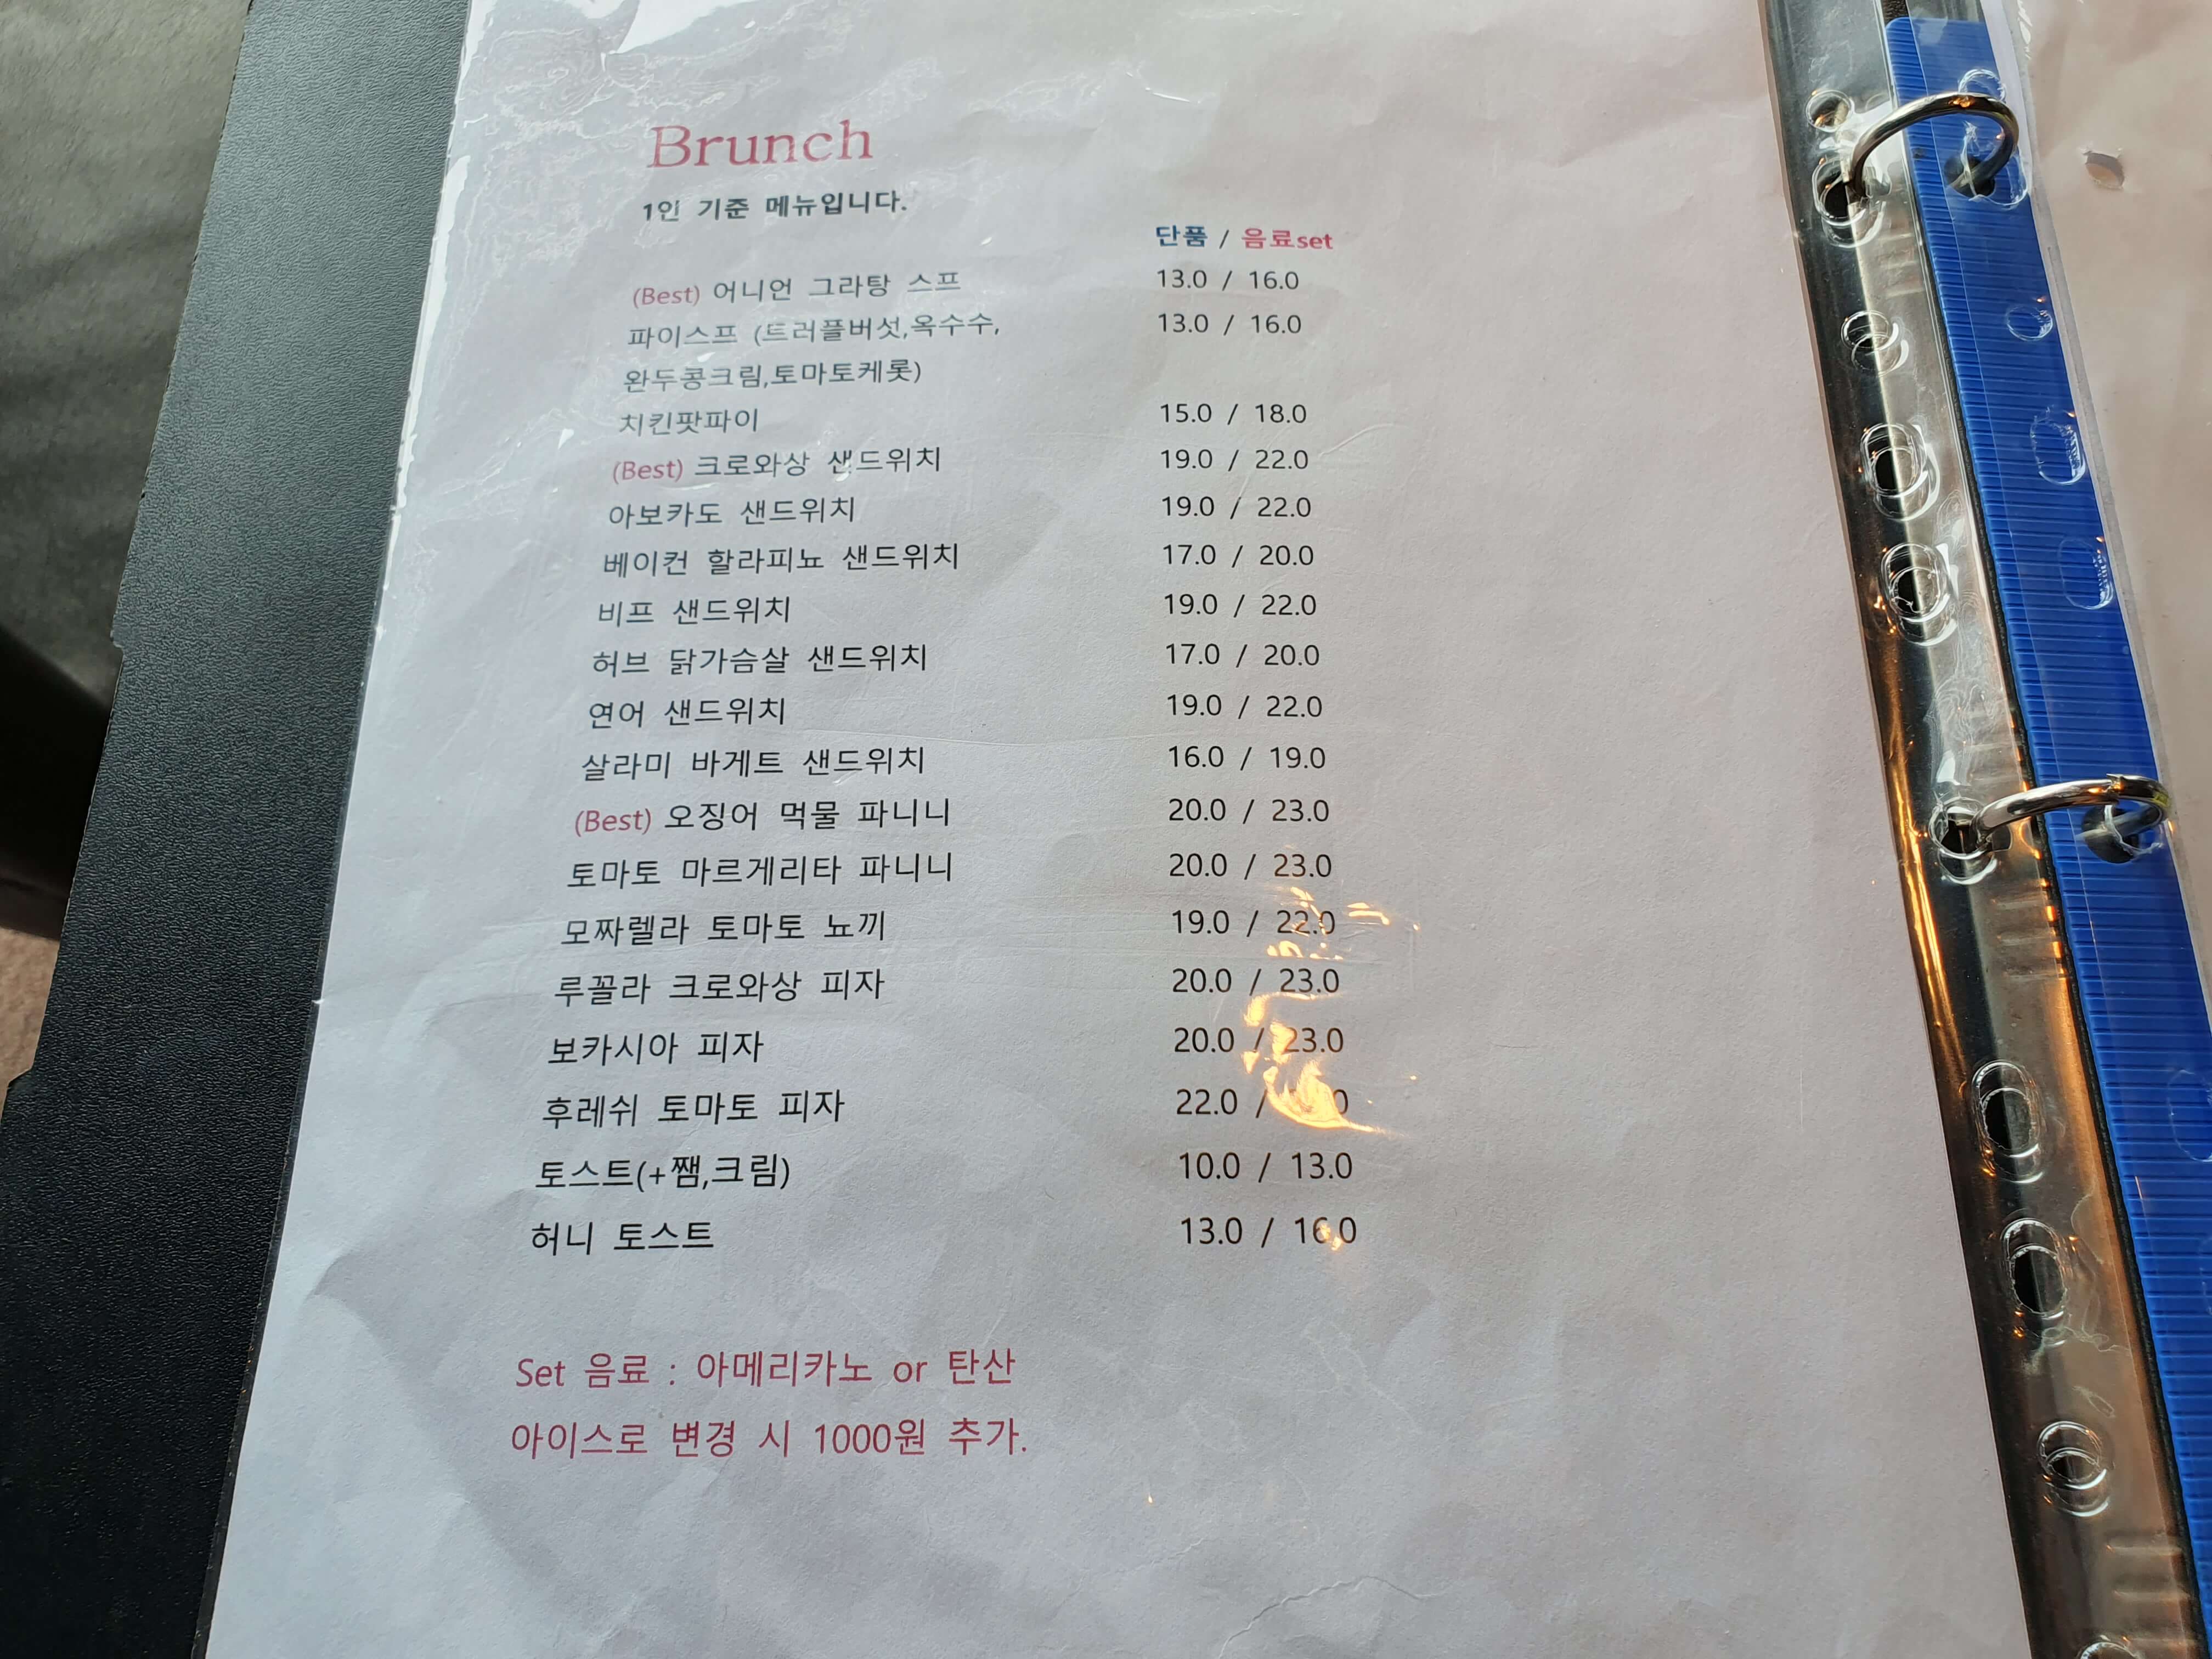 Brunch
1인 기준 메뉴입니다.
단품 / 음료set
(Best) 어니언 그라탕 스프 13.0 / 16.0
파이스프 (트러플버섯,옥수수, 13.0 / 16.0
완두콩크림,토마토케롯)
치킨팟파이 15.0 / 18.0
(Best) 크로와상 샌드위치 19.0 / 22.0
아보카도 샌드위치 19.0 / 22.0
베이컨 할라피뇨 샌드위치 17.0 / 20.0
비프 샌드위치 19.0 / 22.0
허브 닭가슴살 샌드위치 17.0 / 20.0
연어 샌드위치 19.0 / 22.0
살라미 바게트 샌드위치 16.0 / 19.0
(Best) 오징어 먹물 파니니 20.0 / 23.0
토마토 마르게리타 파니니 20.0 / 23.0
모짜렐라 토마토 뇨끼 19.0 / 22.0
루꼴라 크로와상 피자 20.0 / 23.0
보카시아 피자 20.0 / 23.0
후레쉬 토마토 피자 22.0 /
토스트(+쨈,크림) 10.0 / 13.0
허니 토스트 13.0 / 16.0
Set 음료 : 아메리카노 or 탄산
아이스로 변경 시 1000원 추가.